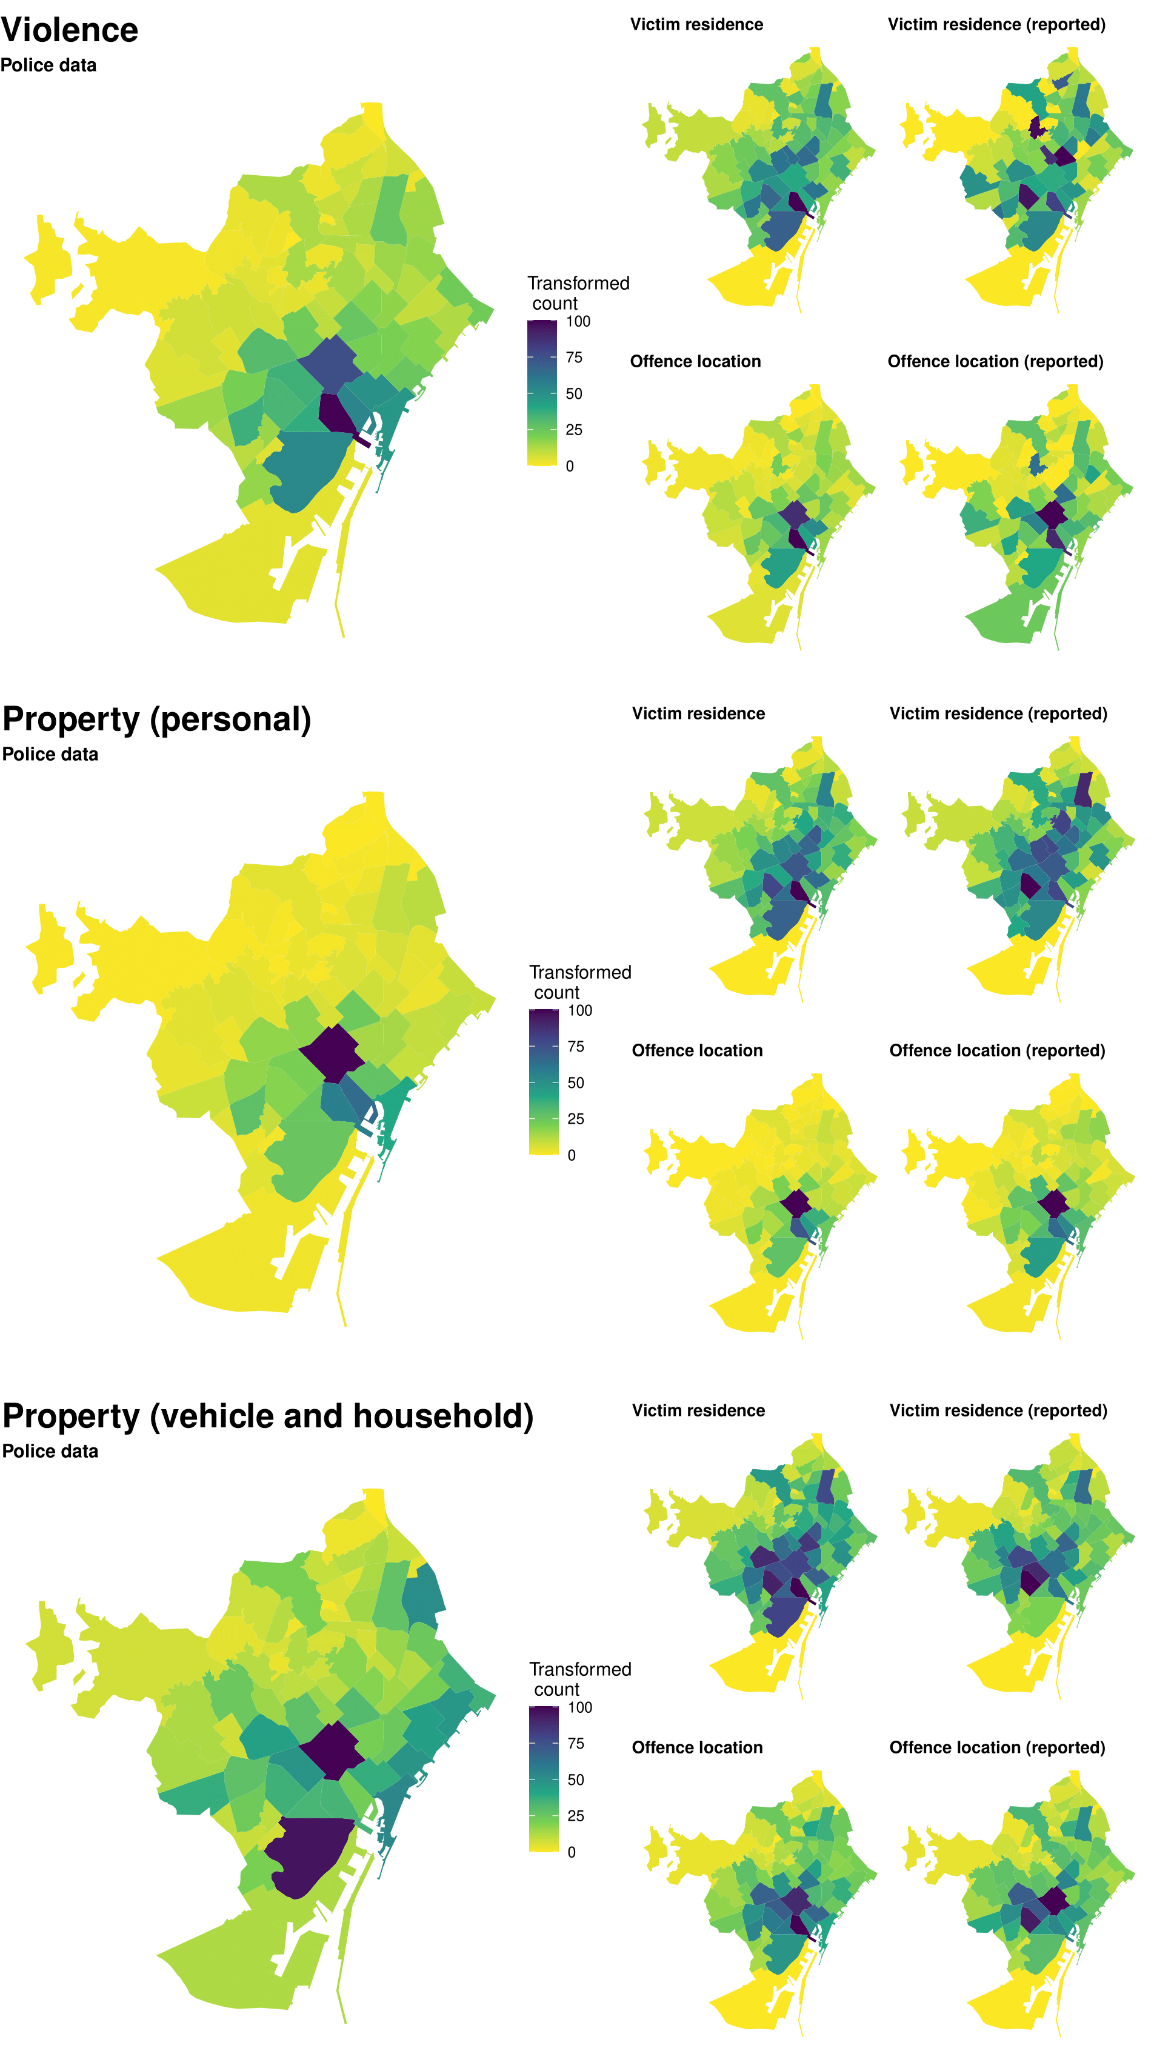 Violence
Police data
Victim residence
Victim residence (reported)
Transformed
count
100
75
50
25
0
Offence location
Offence location (reported)
Property (personal)
Police data
Victim residence
Victim residence (reported)
Transformed
count
100
75
50
25
0
Offence location
Offence location (reported)
Property (vehicle and household)
Police data
Victim residence
Victim residence (reported)
Transformed
count
100
75
50
25
0
Offence location
Offence location (reported)